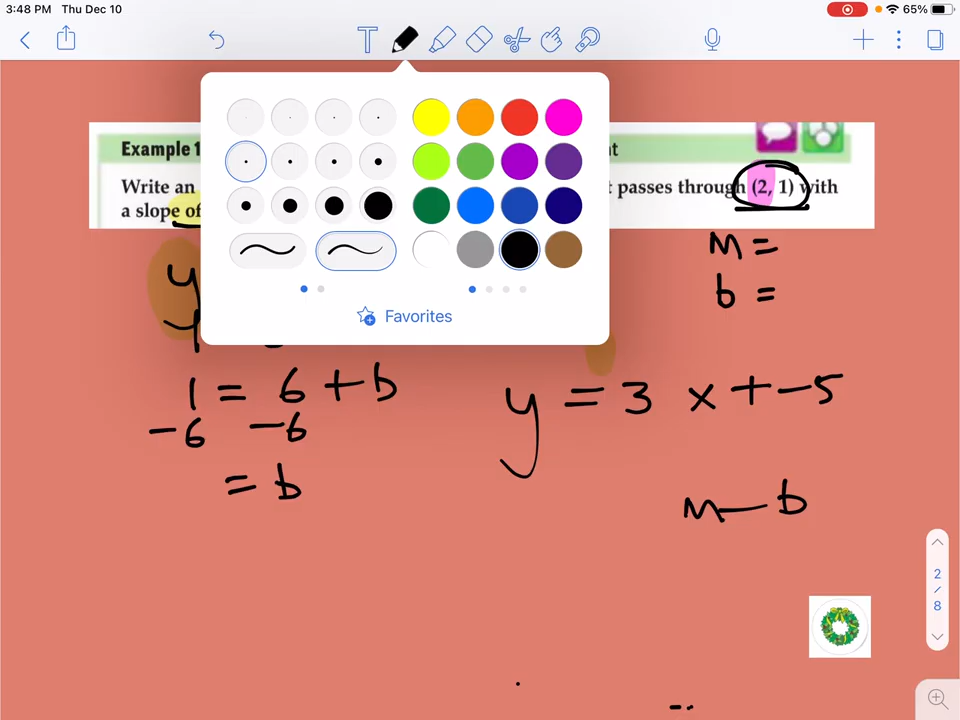 3:48 PM Thu Dec 10
65%
T
Example 1
Write an
t passes through (2, 1) with
a slope of
Favorites
m =
b =
y
1 = 6 + b
-6 -6
= b
y = 3 x + -5
m — b
2
/
8